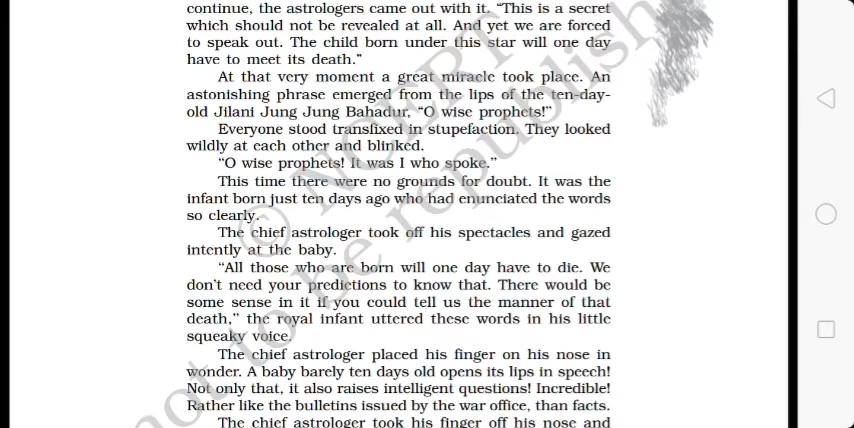 continue, the astrologers came out with it. “This is a secret
which should not be revealed at all. And yet we are forced
to speak out. The child born under this star will one day
have to meet its death.”
At that very moment a great miracle took place. An
astonishing phrase emerged from the lips of the ten-day-
old Jilani Jung Jung Bahadur, “O wise prophets!”
Everyone stood transfixed in stupefaction. They looked
wildly at each other and blinked.
“O wise prophets! It was I who spoke.”
This time there were no grounds for doubt. It was the
infant born just ten days ago who had enunciated the words
so clearly.
The chief astrologer took off his spectacles and gazed
intently at the baby.
“All those who are born will one day have to die. We
don’t need your predictions to know that. There would be
some sense in it if you could tell us the manner of that
death,” the royal infant uttered these words in his little
squeaky voice.
The chief astrologer placed his finger on his nose in
wonder. A baby barely ten days old opens its lips in speech!
Not only that, it also raises intelligent questions! Incredible!
Rather like the bulletins issued by the war office, than facts.
The chief astrologer took his finger off his nose and
© NCERT
not to be republish